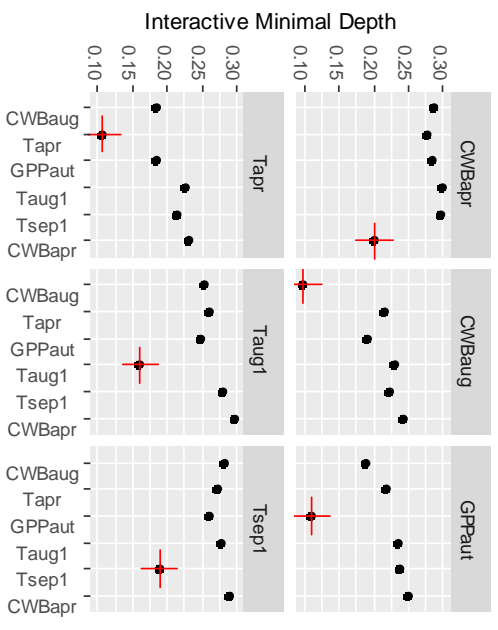 Interactive Minimal Depth
0.10
0.15
0.20
0.25
0.30
0.10
0.15
0.20
0.25
0.30
CWBaug
Tapr
GPPaut
Taug1
Tsep1
CWBapr
Tapr
CWBapr
CWBaug
Tapr
GPPaut
Taug1
Tsep1
CWBapr
Taug1
CWBaug
CWBaug
Tapr
GPPaut
Taug1
Tsep1
CWBapr
Tsep1
GPPaut